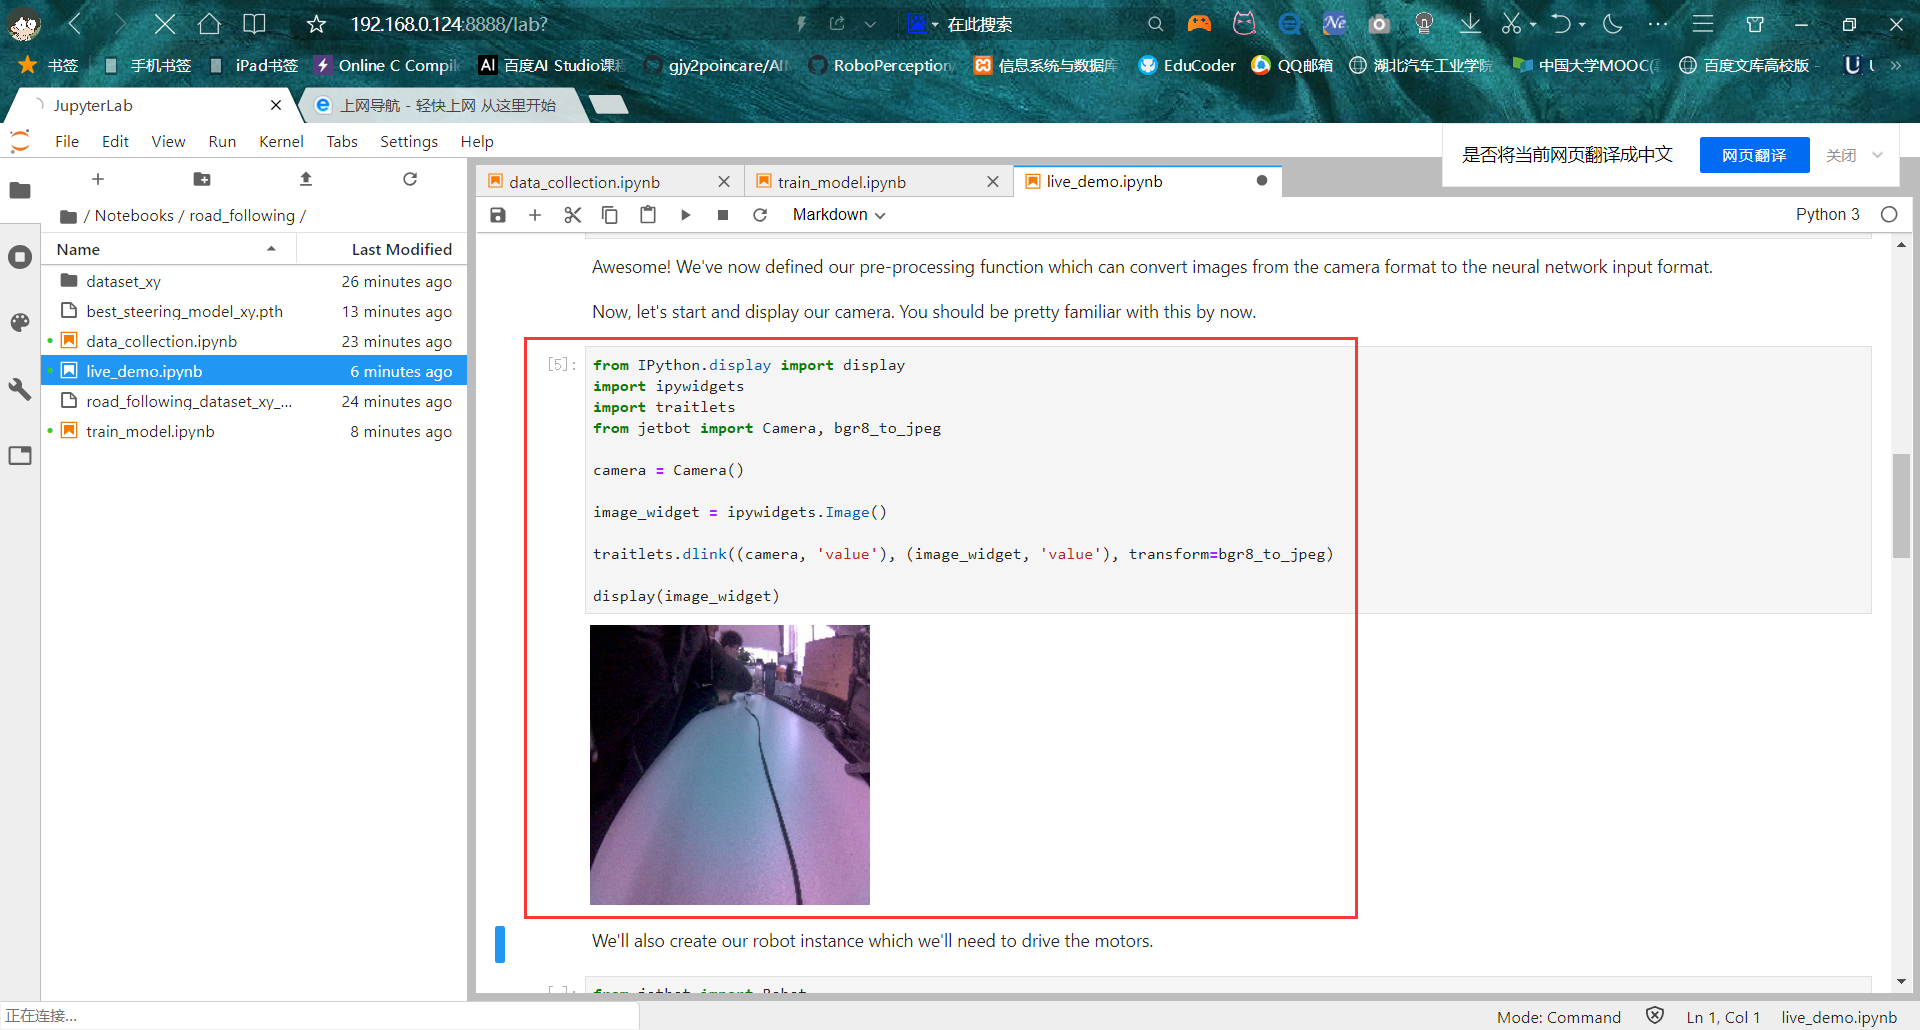 192.168.0.124:8888/lab?
在此搜索
书签
手机书签
iPad书签
Online C Compil
百度AI Studio课程
gjy2poincare/AI
RoboPerception
信息系统与数据库
EduCoder
QQ邮箱
湖北汽车工业学院
中国大学MOOC(
百度文库高校版 -
JupyterLab
上网导航 - 轻快上网 从这里开始
File Edit View Run Kernel Tabs Settings Help
是否将当前网页翻译成中文
网页翻译
关闭
/ Notebooks / road_following /
Name Last Modified
dataset_xy 26 minutes ago
best_steering_model_xy.pth 13 minutes ago
data_collection.ipynb 23 minutes ago
live_demo.ipynb 6 minutes ago
road_following_dataset_xy_... 24 minutes ago
train_model.ipynb 8 minutes ago
data_collection.ipynb
train_model.ipynb
live_demo.ipynb
Markdown
Python 3
Awesome! We've now defined our pre-processing function which can convert images from the camera format to the neural network input format.
Now, let's start and display our camera. You should be pretty familiar with this by now.
[5]:
from IPython.display import display
import ipywidgets
import traitlets
from jetbot import Camera, bgr8_to_jpeg
camera = Camera()
image_widget = ipywidgets.Image()
traitlets.dlink((camera, 'value'), (image_widget, 'value'), transform=bgr8_to_jpeg)
display(image_widget)
We'll also create our robot instance which we'll need to drive the motors.
[ ]:
from jetbot import Robot
正在连接...
Mode: Command
Ln 1, Col 1
live_demo.ipynb